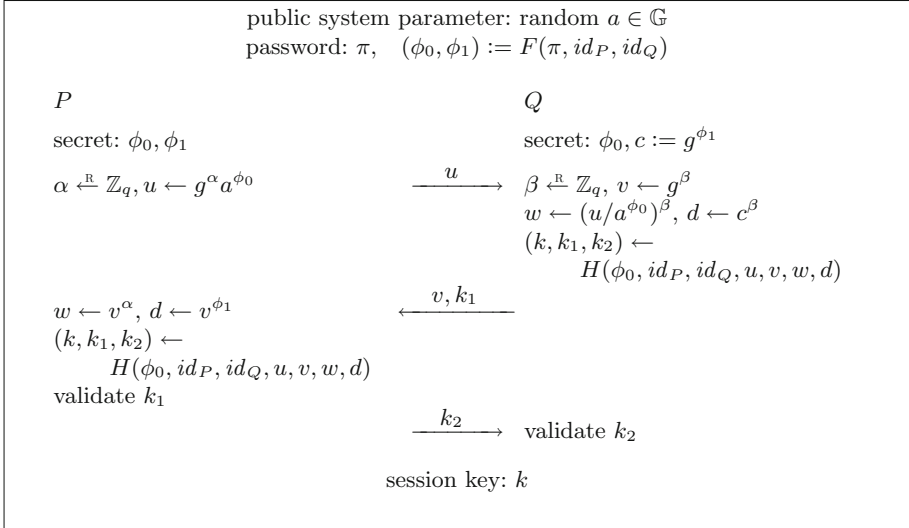 public system parameter: random a ∈ 𝔾
password: π, (ϕ₀, ϕ₁) := F(π, id_P, id_Q)
P Q
secret: ϕ₀, ϕ₁ secret: ϕ₀, c := g^{ϕ₁}
α ←ᴿ ℤ_q, u ← g^α a^{ϕ₀} u β ←ᴿ ℤ_q, v ← g^β
w ← (u/a^{ϕ₀})^β, d ← c^β
(k, k₁, k₂) ←
H(ϕ₀, id_P, id_Q, u, v, w, d)
w ← v^α, d ← v^{ϕ₁} v, k₁
(k, k₁, k₂) ←
H(ϕ₀, id_P, id_Q, u, v, w, d)
validate k₁
k₂ validate k₂
session key: k